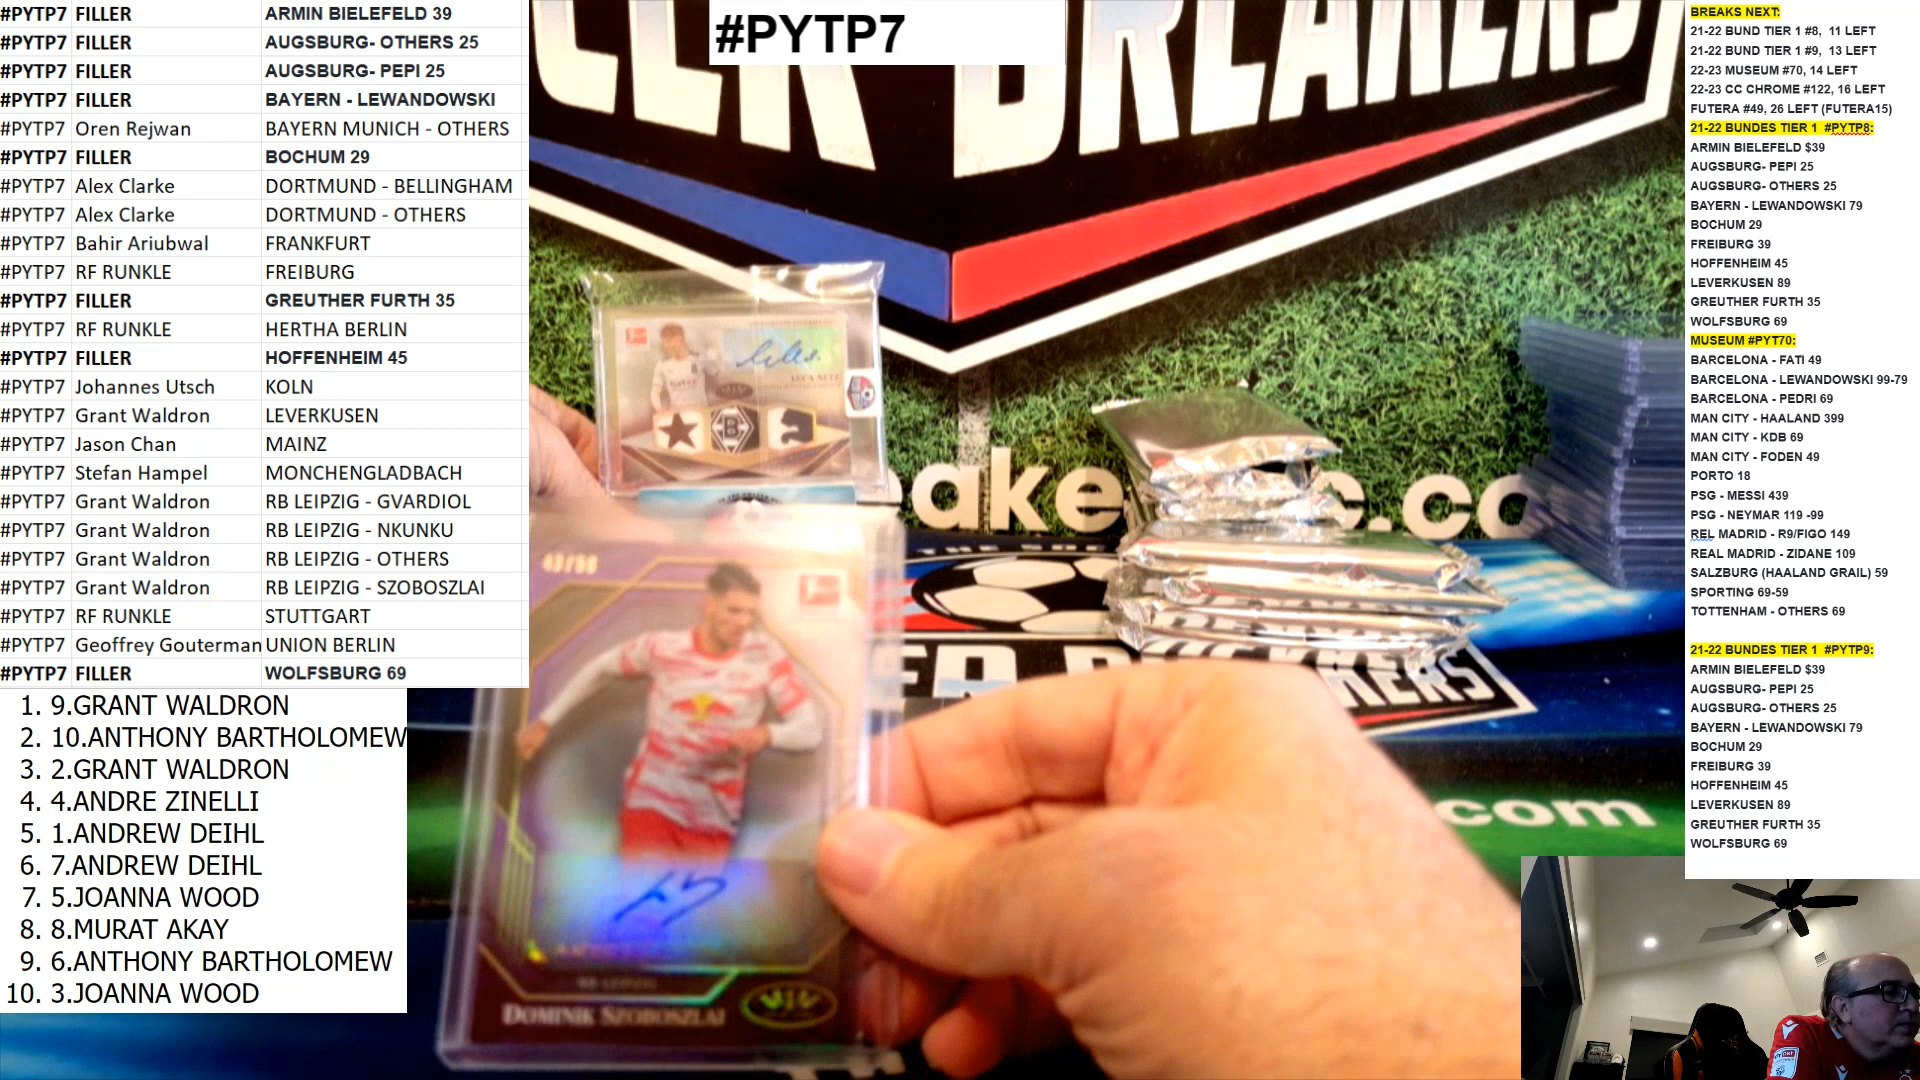 #PYTP7 FILLER ARMIN BIELEFELD 39
#PYTP7 FILLER AUGSBURG- OTHERS 25
#PYTP7 FILLER AUGSBURG- PEPI 25
#PYTP7 FILLER BAYERN - LEWANDOWSKI
#PYTP7 Oren Rejwan BAYERN MUNICH - OTHERS
#PYTP7 FILLER BOCHUM 29
#PYTP7 Alex Clarke DORTMUND - BELLINGHAM
#PYTP7 Alex Clarke DORTMUND - OTHERS
#PYTP7 Bahir Ariubwal FRANKFURT
#PYTP7 RF RUNKLE FREIBURG
#PYTP7 FILLER GREUTHER FURTH 35
#PYTP7 RF RUNKLE HERTHA BERLIN
#PYTP7 FILLER HOFFENHEIM 45
#PYTP7 Johannes Utsch KOLN
#PYTP7 Grant Waldron LEVERKUSEN
#PYTP7 Jason Chan MAINZ
#PYTP7 Stefan Hampel MONCHENGLADBACH
#PYTP7 Grant Waldron RB LEIPZIG - GVARDIOL
#PYTP7 Grant Waldron RB LEIPZIG - NKUNKU
#PYTP7 Grant Waldron RB LEIPZIG - OTHERS
#PYTP7 Grant Waldron RB LEIPZIG - SZOBOSZLAI
#PYTP7 RF RUNKLE STUTTGART
#PYTP7 Geoffrey Gouterman UNION BERLIN
#PYTP7 FILLER WOLFSBURG 69
1. 9.GRANT WALDRON
2. 10.ANTHONY BARTHOLOMEW
3. 2.GRANT WALDRON
4. 4.ANDRE ZINELLI
5. 1.ANDREW DEIHL
6. 7.ANDREW DEIHL
7. 5.JOANNA WOOD
8. 8.MURAT AKAY
9. 6.ANTHONY BARTHOLOMEW
10. 3.JOANNA WOOD
#PYTP7
BREAKERS
.com
RB LEIPZIG
DOMINIK SZOBOSZLAI
BREAKS NEXT:
21-22 BUND TIER 1 #8, 11 LEFT
21-22 BUND TIER 1 #9, 13 LEFT
22-23 MUSEUM #70, 14 LEFT
22-23 CC CHROME #122, 16 LEFT
FUTERA #49, 26 LEFT (FUTERA15)
21-22 BUNDES TIER 1 #PYTP8:
ARMIN BIELEFELD $39
AUGSBURG- PEPI 25
AUGSBURG- OTHERS 25
BAYERN - LEWANDOWSKI 79
BOCHUM 29
FREIBURG 39
HOFFENHEIM 45
LEVERKUSEN 89
GREUTHER FURTH 35
WOLFSBURG 69
MUSEUM #PYT70:
BARCELONA - FATI 49
BARCELONA - LEWANDOWSKI 99-79
BARCELONA - PEDRI 69
MAN CITY - HAALAND 399
MAN CITY - KDB 69
MAN CITY - FODEN 49
PORTO 18
PSG - MESSI 439
PSG - NEYMAR 119 -99
REL MADRID - R9/FIGO 149
REAL MADRID - ZIDANE 109
SALZBURG (HAALAND GRAIL) 59
SPORTING 69-59
TOTTENHAM - OTHERS 69
21-22 BUNDES TIER 1 #PYTP9:
ARMIN BIELEFELD $39
AUGSBURG- PEPI 25
AUGSBURG- OTHERS 25
BAYERN - LEWANDOWSKI 79
BOCHUM 29
FREIBURG 39
HOFFENHEIM 45
LEVERKUSEN 89
GREUTHER FURTH 35
WOLFSBURG 69